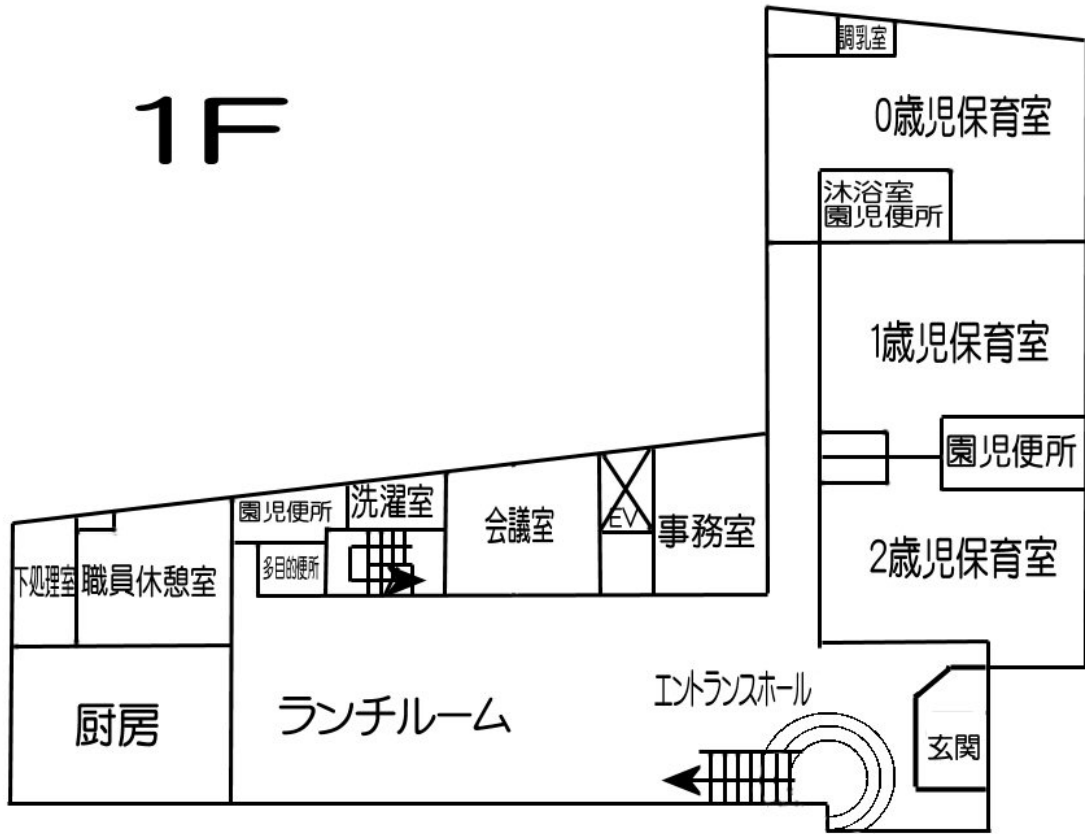 1F
調乳室
0歳児保育室
沐浴室
園児便所
1歳児保育室
園児便所
2歳児保育室
園児便所
洗濯室
会議室
EV
事務室
下処理室
職員休憩室
多目的便所
エントランスホール
厨房
ランチルーム
玄関